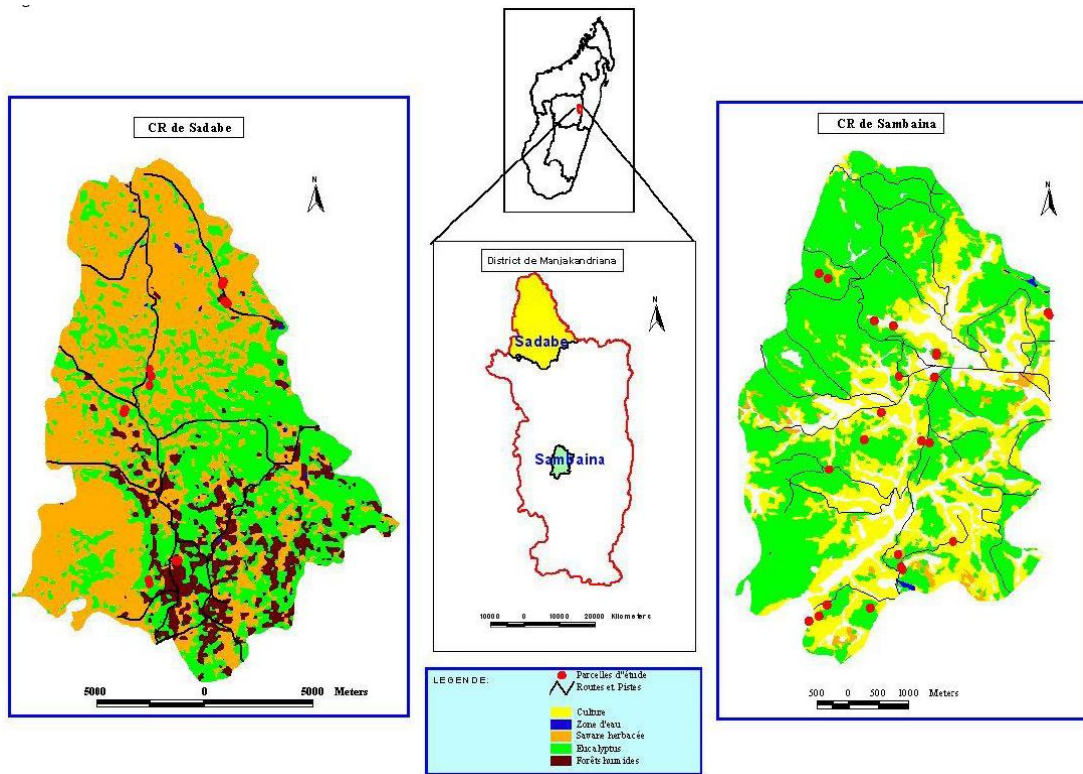 CR de Sadabe
N
5000 0 5000 Meters
District de Manjakandriana
N
Sadabe
Sambaina
10000 0 10000 20000 Kilometers
CR de Sambaina
N
500 0 500 1000 Meters
LEGENDE:
Parcelles d"étude
Routes et Pistes
Culture
Zone d'eau
Savane herbacée
Eucalyptus
Forêts humides